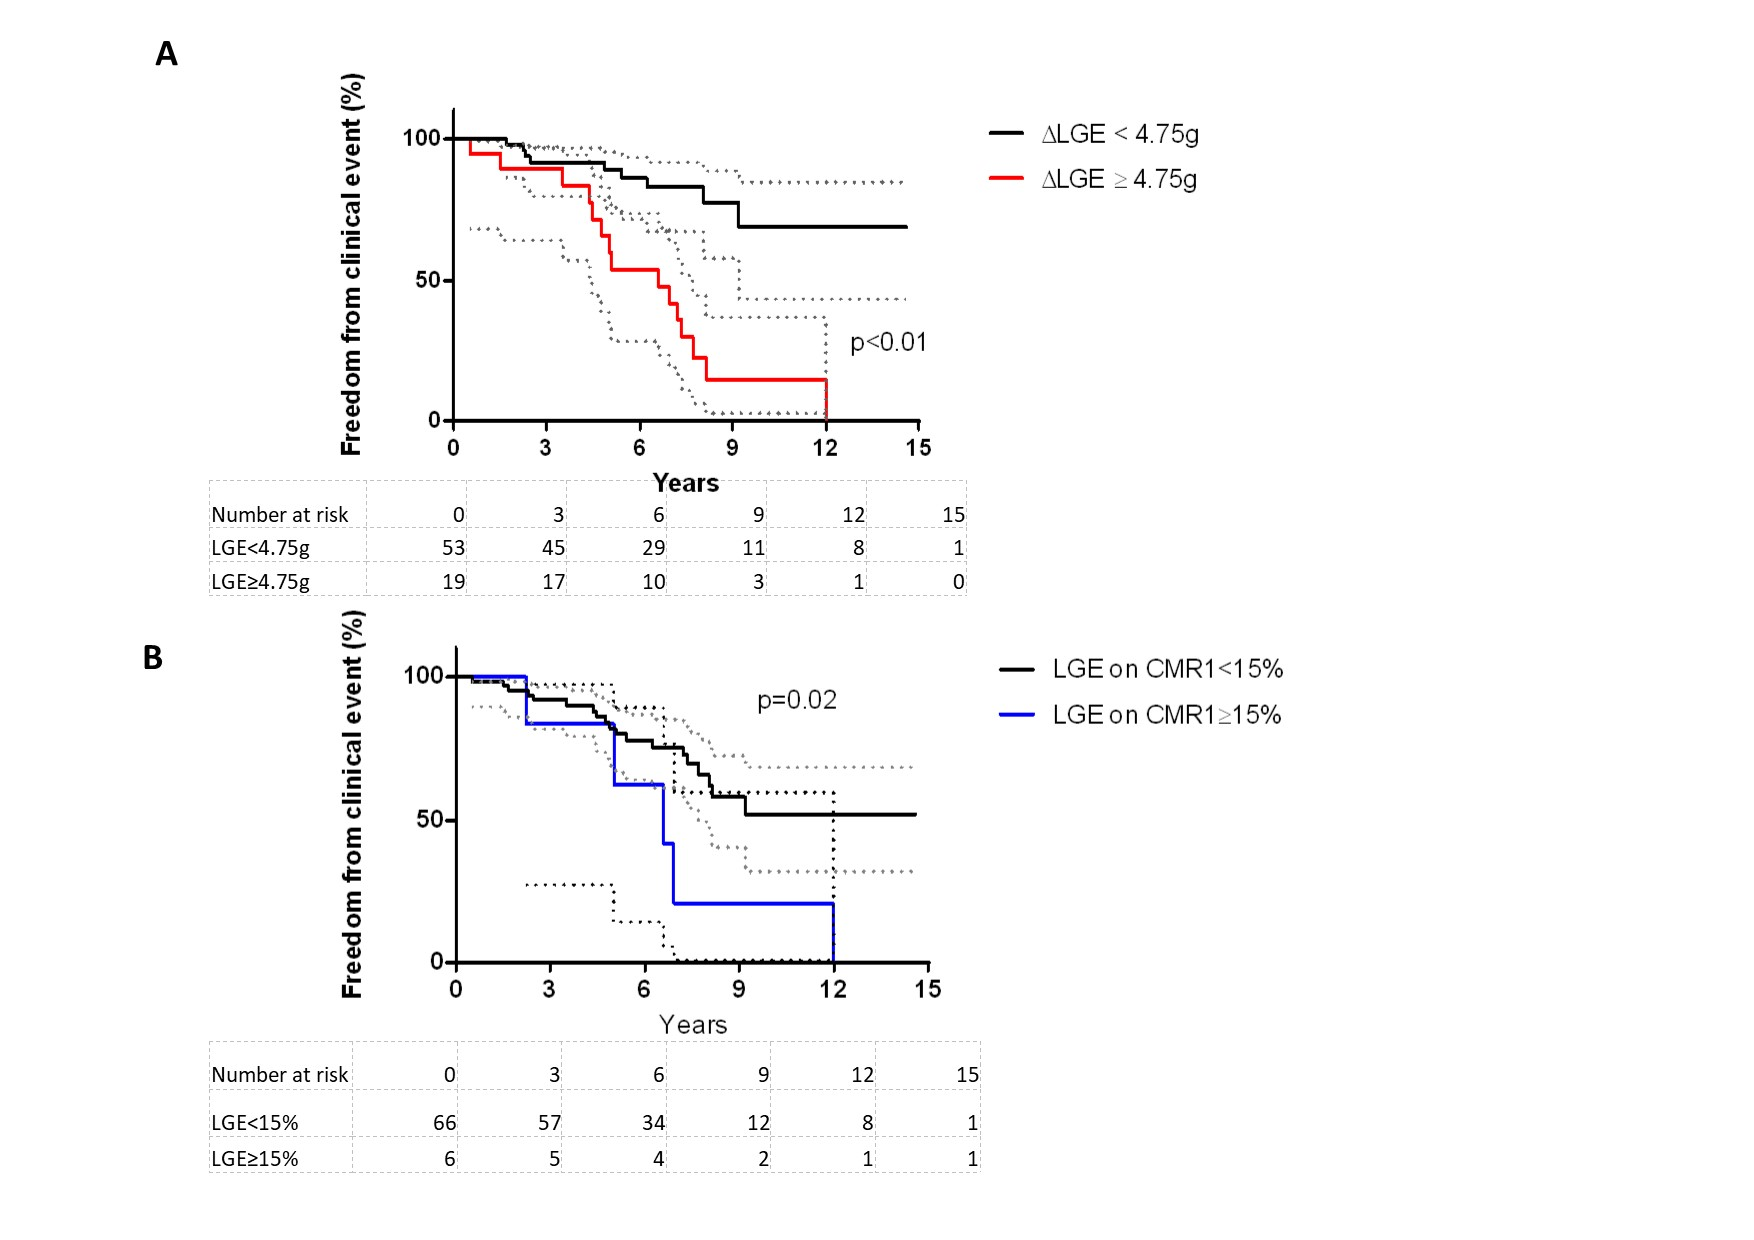 A
Freedom from clinical event (%)
100
50
0
0 3 6 9 12 15
Years
p<0.01
ΔLGE < 4.75g
ΔLGE ≥ 4.75g
Number at risk 0 3 6 9 12 15
LGE<4.75g 53 45 29 11 8 1
LGE≥4.75g 19 17 10 3 1 0
B
Freedom from clinical event (%)
100
50
0
0 3 6 9 12 15
Years
p=0.02
LGE on CMR1<15%
LGE on CMR1≥15%
Number at risk 0 3 6 9 12 15
LGE<15% 66 57 34 12 8 1
LGE≥15% 6 5 4 2 1 1